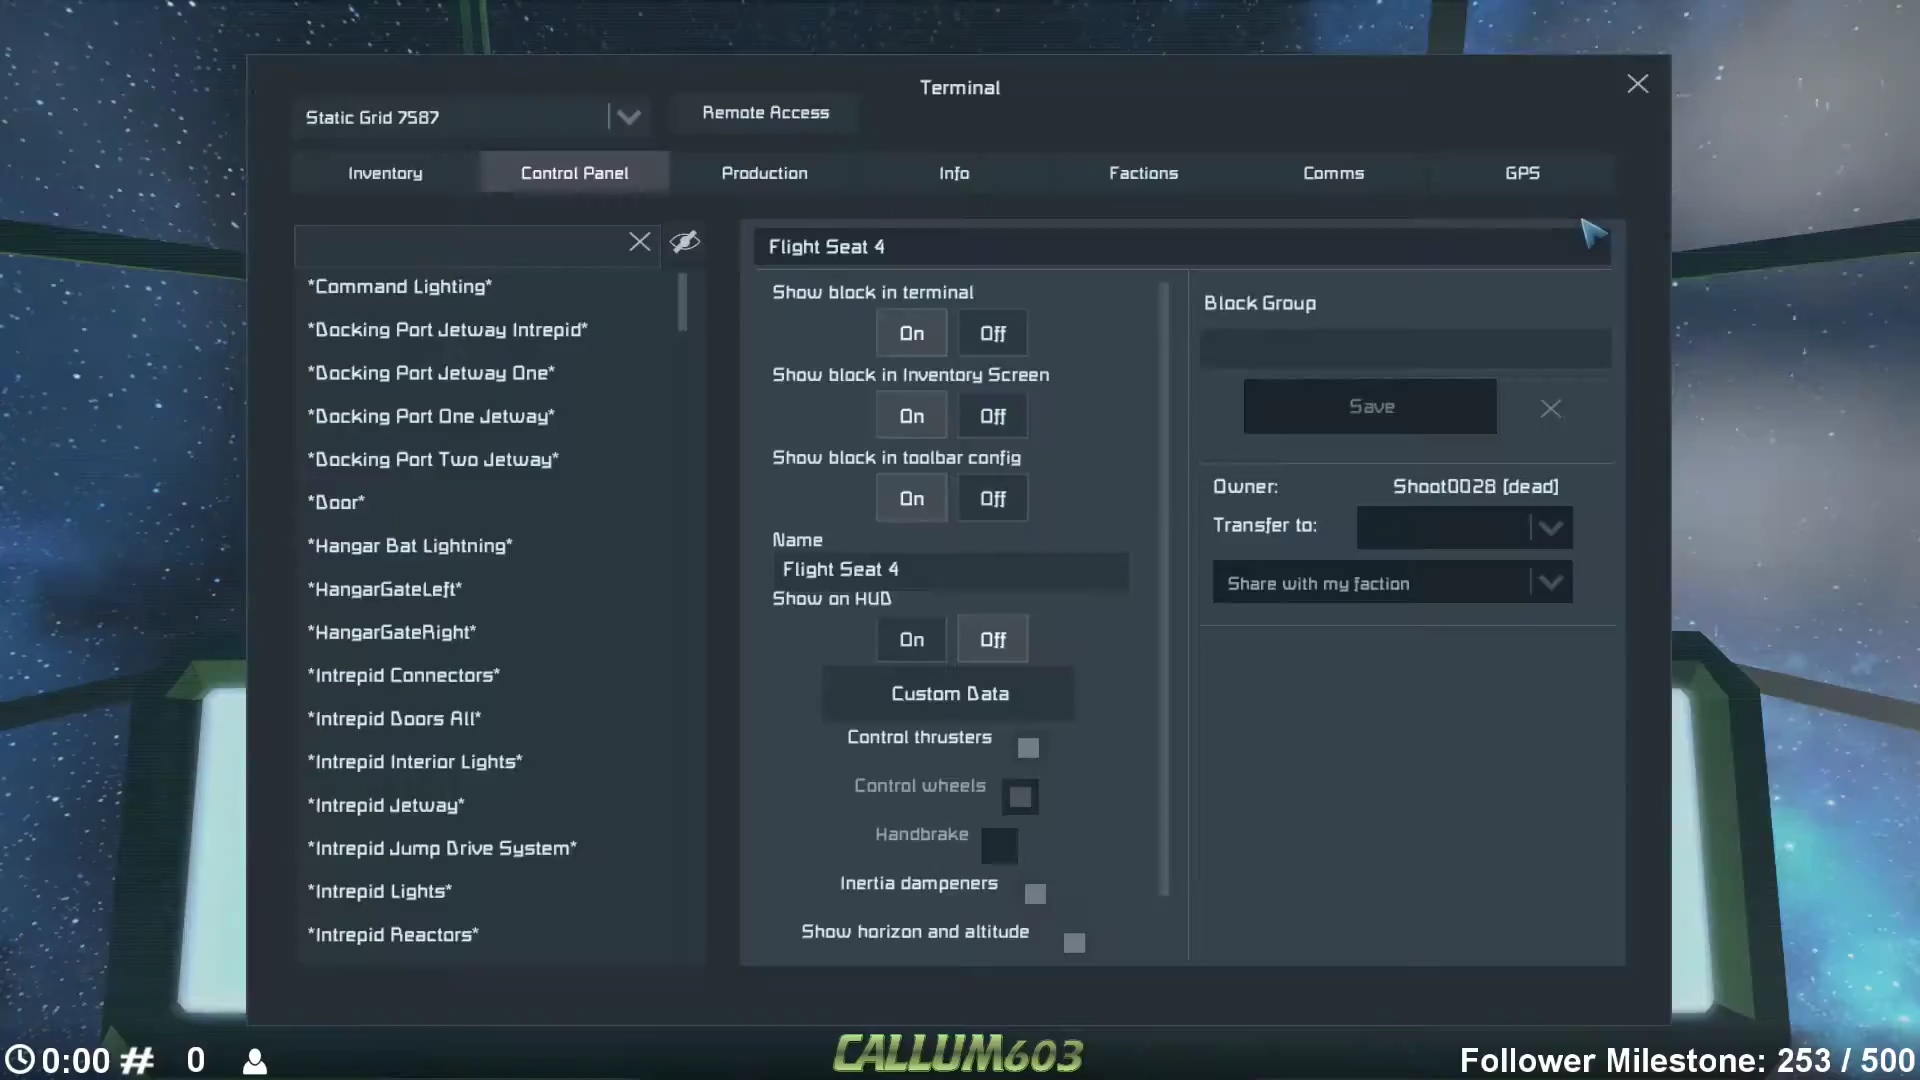 Terminal
Static Grid 7587
Remote Access
Inventory
Control Panel
Production
Info
Factions
Comms
GPS
*Command Lighting*
*Docking Port Jetway Intrepid*
*Docking Port Jetway One*
*Docking Port One Jetway*
*Docking Port Two Jetway*
*Door*
*Hangar Bat Lightning*
*HangarGateLeft*
*HangarGateRight*
*Intrepid Connectors*
*Intrepid Doors All*
*Intrepid Interior Lights*
*Intrepid Jetway*
*Intrepid Jump Drive System*
*Intrepid Lights*
*Intrepid Reactors*
Flight Seat 4
Show block in terminal
On Off
Show block in Inventory Screen
On Off
Show block in toolbar config
On Off
Name
Flight Seat 4
Show on HUD
On Off
Custom Data
Control thrusters
Control wheels
Handbrake
Inertia dampeners
Show horizon and altitude
Block Group
Save
Owner: Shoot0028 [dead]
Transfer to:
Share with my faction
0:00 # 0
CALLUM603
Follower Milestone: 253 / 500